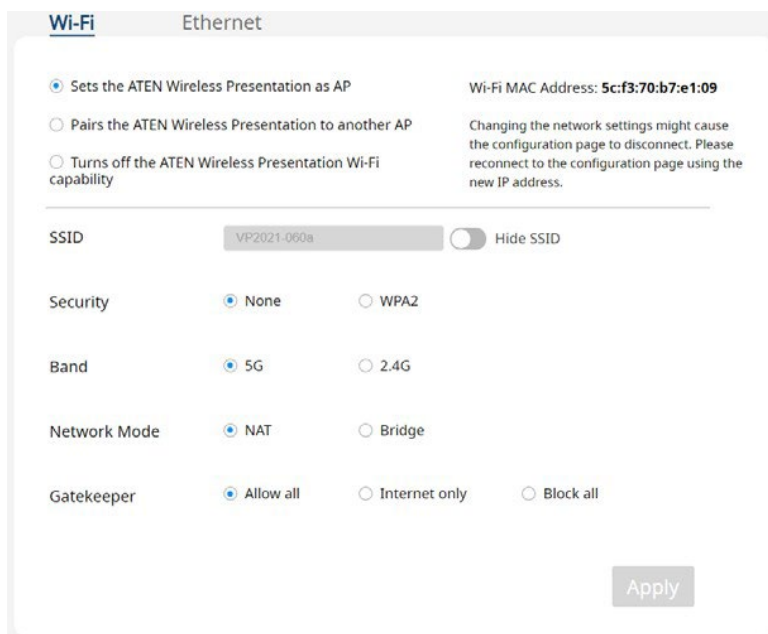 Wi-Fi Ethernet
Sets the ATEN Wireless Presentation as AP
Pairs the ATEN Wireless Presentation to another AP
Turns off the ATEN Wireless Presentation Wi-Fi
capability
Wi-Fi MAC Address: 5c:f3:70:b7:e1:09
Changing the network settings might cause
the configuration page to disconnect. Please
reconnect to the configuration page using the
new IP address.
SSID VP2021-060a Hide SSID
Security None WPA2
Band 5G 2.4G
Network Mode NAT Bridge
Gatekeeper Allow all Internet only Block all
Apply